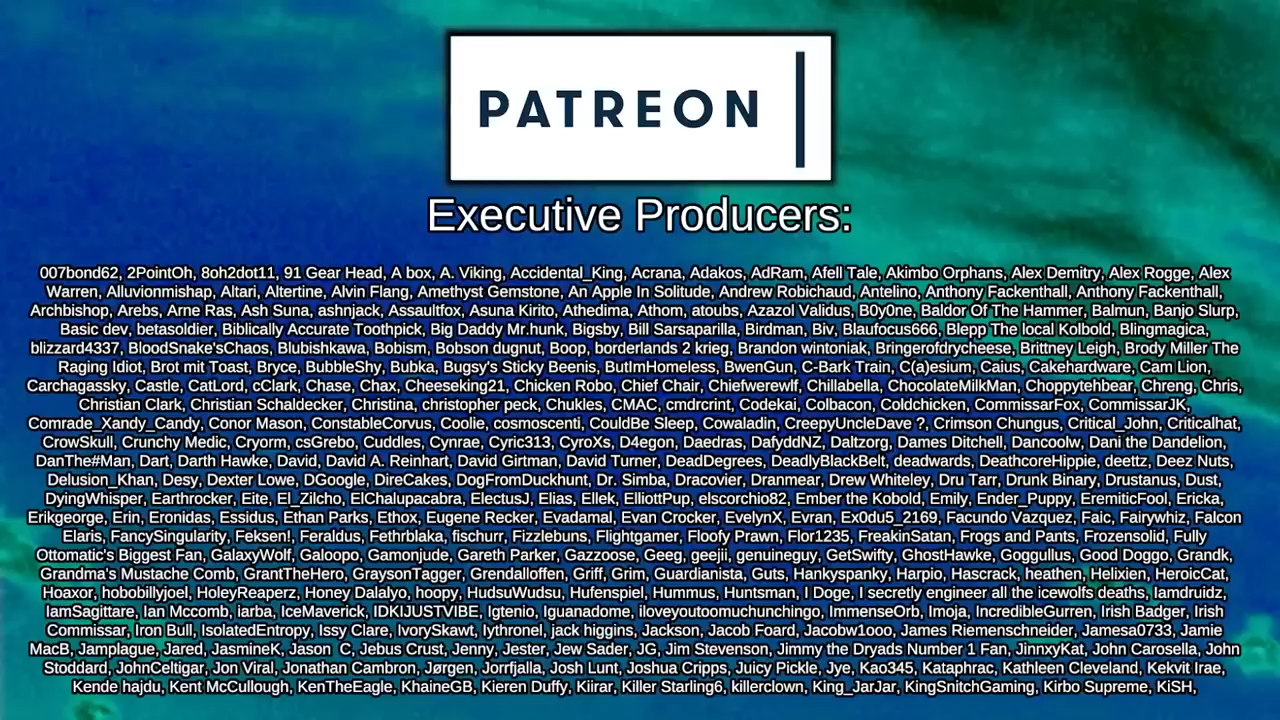 PATREON
Executive Producers:
007bond62, 2PointOh, 8oh2dot11, 91 Gear Head, A box, A. Viking, Accidental_King, Acrana, Adakos, AdRam, Afell Tale, Akimbo Orphans, Alex Demitry, Alex Rogge, Alex
Warren, Alluvionmishap, Altari, Altertine, Alvin Flang, Amethyst Gemstone, An Apple In Solitude, Andrew Robichaud, Antelino, Anthony Fackenthall, Anthony Fackenthall,
Archbishop, Arebs, Arne Ras, Ash Suna, ashnjack, Assaultfox, Asuna Kirito, Athedima, Athom, atoubs, Azazol Validus, B0y0ne, Baldor Of The Hammer, Balmun, Banjo Slurp,
Basic dev, betasoldier, Biblically Accurate Toothpick, Big Daddy Mr.hunk, Bigsby, Bill Sarsaparilla, Birdman, Biv, Blaufocus666, Blepp The local Kolbold, Blingmagica,
blizzard4337, BloodSnake'sChaos, Blubishkawa, Bobism, Bobson dugnut, Boop, borderlands 2 krieg, Brandon wintoniak, Bringerofdrycheese, Brittney Leigh, Brody Miller The
Raging Idiot, Brot mit Toast, Bryce, BubbleShy, Bubka, Bugsy's Sticky Beenis, ButImHomeless, BwenGun, C-Bark Train, C(a)esium, Caius, Cakehardware, Cam Lion,
Carchagassky, Castle, CatLord, cClark, Chase, Chax, Cheeseking21, Chicken Robo, Chief Chair, Chiefwerewlf, Chillabella, ChocolateMilkMan, Choppytehbear, Chreng, Chris,
Christian Clark, Christian Schaldecker, Christina, christopher peck, Chukles, CMAC, cmdrcrint, Codekai, Colbacon, Coldchicken, CommissarFox, CommissarJK,
Comrade_Xandy_Candy, Conor Mason, ConstableCorvus, Coolie, cosmoscenti, CouldBe Sleep, Cowaladin, CreepyUncleDave ?, Crimson Chungus, Critical_John, Criticalhat,
CrowSkull, Crunchy Medic, Cryorm, csGrebo, Cuddles, Cynrae, Cyric313, CyroXs, D4egon, Daedras, DafyddNZ, Daltzorg, Dames Ditchell, Dancoolw, Dani the Dandelion,
DanThe#Man, Dart, Darth Hawke, David, David A. Reinhart, David Girtman, David Turner, DeadDegrees, DeadlyBlackBelt, deadwards, DeathcoreHippie, deettz, Deez Nuts,
Delusion_Khan, Desy, Dexter Lowe, DGoogle, DireCakes, DogFromDuckhunt, Dr. Simba, Dracovier, Dranmear, Drew Whiteley, Dru Tarr, Drunk Binary, Drustanus, Dust,
DyingWhisper, Earthrocker, Eite, El_Zilcho, ElChalupacabra, ElectusJ, Elias, Ellek, ElliottPup, elscorchio82, Ember the Kobold, Emily, Ender_Puppy, EremiticFool, Ericka,
Erikgeorge, Erin, Eronidas, Essidus, Ethan Parks, Ethox, Eugene Recker, Evadamal, Evan Crocker, EvelynX, Evran, Ex0du5_2169, Facundo Vazquez, Faic, Fairywhiz, Falcon
Elaris, FancySingularity, Feksen!, Feraldus, Fethrblaka, fischurr, Fizzlebuns, Flightgamer, Floofy Prawn, Flor1235, FreakinSatan, Frogs and Pants, Frozensolid, Fully
Ottomatic's Biggest Fan, GalaxyWolf, Galoopo, Gamonjude, Gareth Parker, Gazzoose, Geeg, geejii, genuineguy, GetSwifty, GhostHawke, Goggullus, Good Doggo, Grandk,
Grandma's Mustache Comb, GrantTheHero, GraysonTagger, Grendalloffen, Griff, Grim, Guardianista, Guts, Hankyspanky, Harpio, Hascrack, heathen, Helixien, HeroicCat,
Hoaxor, hobobillyjoel, HoleyReaperz, Honey Dalalyo, hoopy, HudsuWudsu, Hufenspiel, Hummus, Huntsman, I Doge, I secretly engineer all the icewolfs deaths, Iamdruidz,
IamSagittare, Ian Mccomb, iarba, IceMaverick, IDKIJUSTVIBE, Igtenio, Iguanadome, iloveyoutoomuchunchingo, ImmenseOrb, Imoja, IncredibleGurren, Irish Badger, Irish
Commissar, Iron Bull, IsolatedEntropy, Issy Clare, IvorySkawt, Iythronel, jack higgins, Jackson, Jacob Foard, Jacobw1ooo, James Riemenschneider, Jamesa0733, Jamie
MacB, Jamplague, Jared, JasmineK, Jason  C, Jebus Crust, Jenny, Jester, Jew Sader, JG, Jim Stevenson, Jimmy the Dryads Number 1 Fan, JinnxyKat, John Carosella, John
Stoddard, JohnCeltigar, Jon Viral, Jonathan Cambron, Jørgen, Jorrfjalla, Josh Lunt, Joshua Cripps, Juicy Pickle, Jye, Kao345, Kataphrac, Kathleen Cleveland, Kekvit Irae,
Kende hajdu, Kent McCullough, KenTheEagle, KhaineGB, Kieren Duffy, Kiirar, Killer Starling6, killerclown, King_JarJar, KingSnitchGaming, Kirbo Supreme, KiSH,